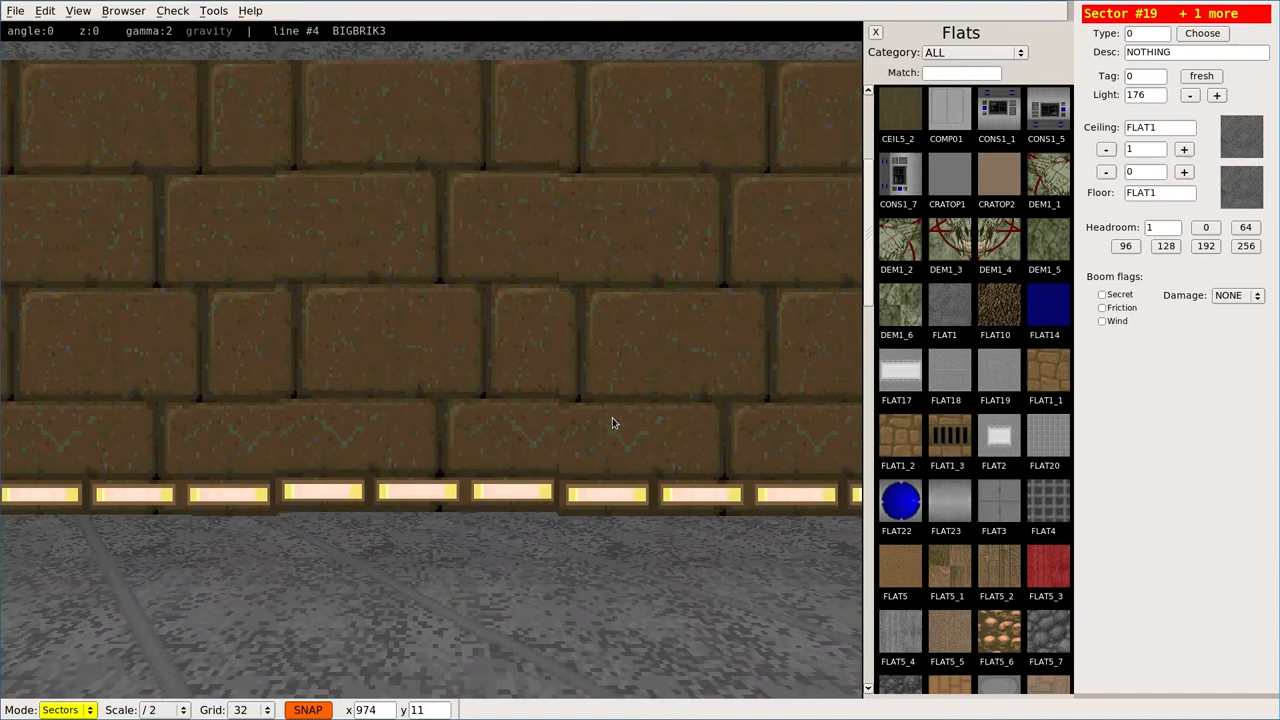 File Edit View Browser Check Tools Help
angle:0 z:0 gamma:2 gravity | line #4 BIGBRIK3
X Flats
Category: ALL
Match:
CEIL5_2 COMP01 CONS1_1 CONS1_5
CONS1_7 CRATOP1 CRATOP2 DEM1_1
DEM1_2 DEM1_3 DEM1_4 DEM1_5
DEM1_6 FLAT1 FLAT10 FLAT14
FLAT17 FLAT18 FLAT19 FLAT1_1
FLAT1_2 FLAT1_3 FLAT2 FLAT20
FLAT22 FLAT23 FLAT3 FLAT4
FLAT5 FLAT5_1 FLAT5_2 FLAT5_3
FLAT5_4 FLAT5_5 FLAT5_6 FLAT5_7
Sector #19 + 1 more
Type: 0 Choose
Desc: NOTHING
Tag: 0 fresh
Light: 176 - +
Ceiling: FLAT1
- 1 +
- 0 +
Floor: FLAT1
Headroom: 1 0 64
96 128 192 256
Boom flags:
Secret Damage: NONE
Friction
Wind
Mode: Sectors Scale: / 2 Grid: 32 SNAP x 974 y 11